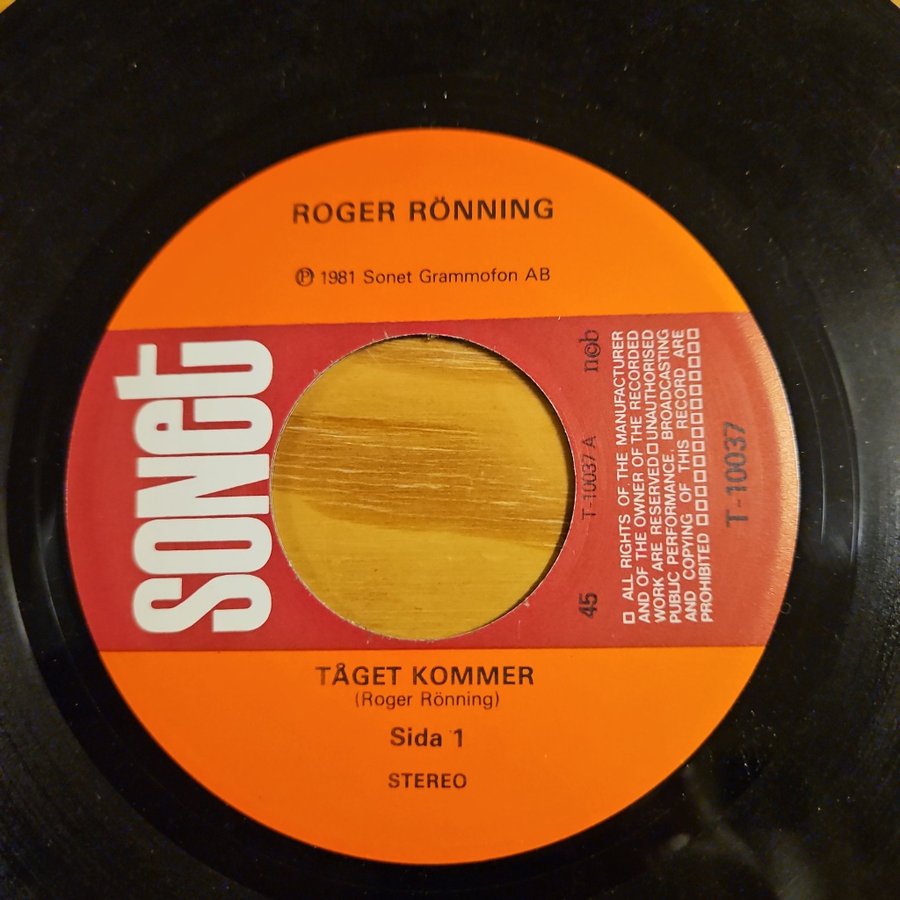 ROGER RÖNNING
℗ 1981 Sonet Grammofon AB
sonet
45
T-10037 A
n©b
□ ALL RIGHTS OF THE MANUFACTURER
AND OF THE OWNER OF THE RECORDED
WORK ARE RESERVED □ UNAUTHORISED
PUBLIC PERFORMANCE, BROADCASTING
AND COPYING OF THIS RECORD ARE
PROHIBITED □□□□□□□□□□□□□
T-10037
TÅGET KOMMER
(Roger Rönning)
Sida 1
STEREO